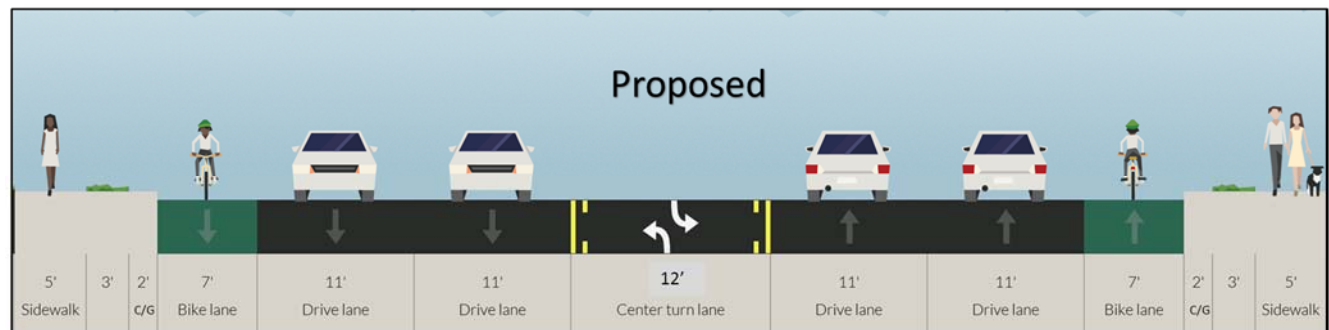 Proposed
5' 3' 2' 7' 11' 11' 12' 11' 11' 7' 2' 3' 5'
Sidewalk C/G Bike lane Drive lane Drive lane Center turn lane Drive lane Drive lane Bike lane C/G Sidewalk